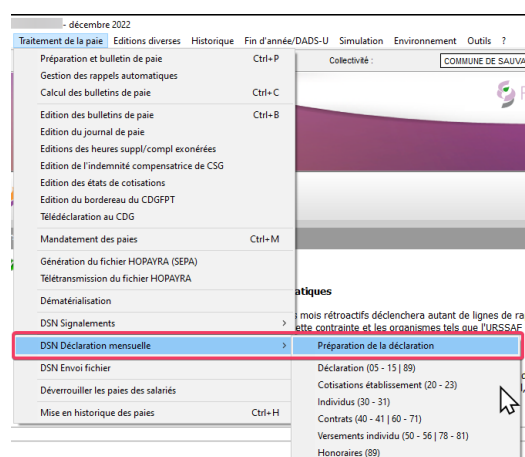 - décembre 2022
Traitement de la paie Editions diverses Historique Fin d'année/DADS-U Simulation Environnement Outils ?
Préparation et bulletin de paie Ctrl+P
Collectivité : COMMUNE DE SAUVA
Gestion des rappels automatiques
Calcul des bulletins de paie Ctrl+C
Edition des bulletins de paie Ctrl+B
Edition du journal de paie
Editions des heures suppl/compl exonérées
Edition de l'indemnité compensatrice de CSG
Edition des états de cotisations
Edition du bordereau du CDGFPT
Télédéclaration au CDG
Mandatement des paies Ctrl+M
Génération du fichier HOPAYRA (SEPA)
Télétransmission du fichier HOPAYRA
atiques
Dématérialisation
mois rétroactifs déclenchera autant de lignes de ra
DSN Signalements >
ette contrainte et les organismes tels que l'URSSAF
DSN Déclaration mensuelle >
Préparation de la déclaration
DSN Envoi fichier
Déclaration (05 - 15 | 89)
Déverrouiller les paies des salariés
Cotisations établissement (20 - 23)
Individus (30 - 31)
Mise en historique des paies Ctrl+H
Contrats (40 - 41 | 60 - 71)
Versements individu (50 - 56 | 78 - 81)
Honoraires (89)